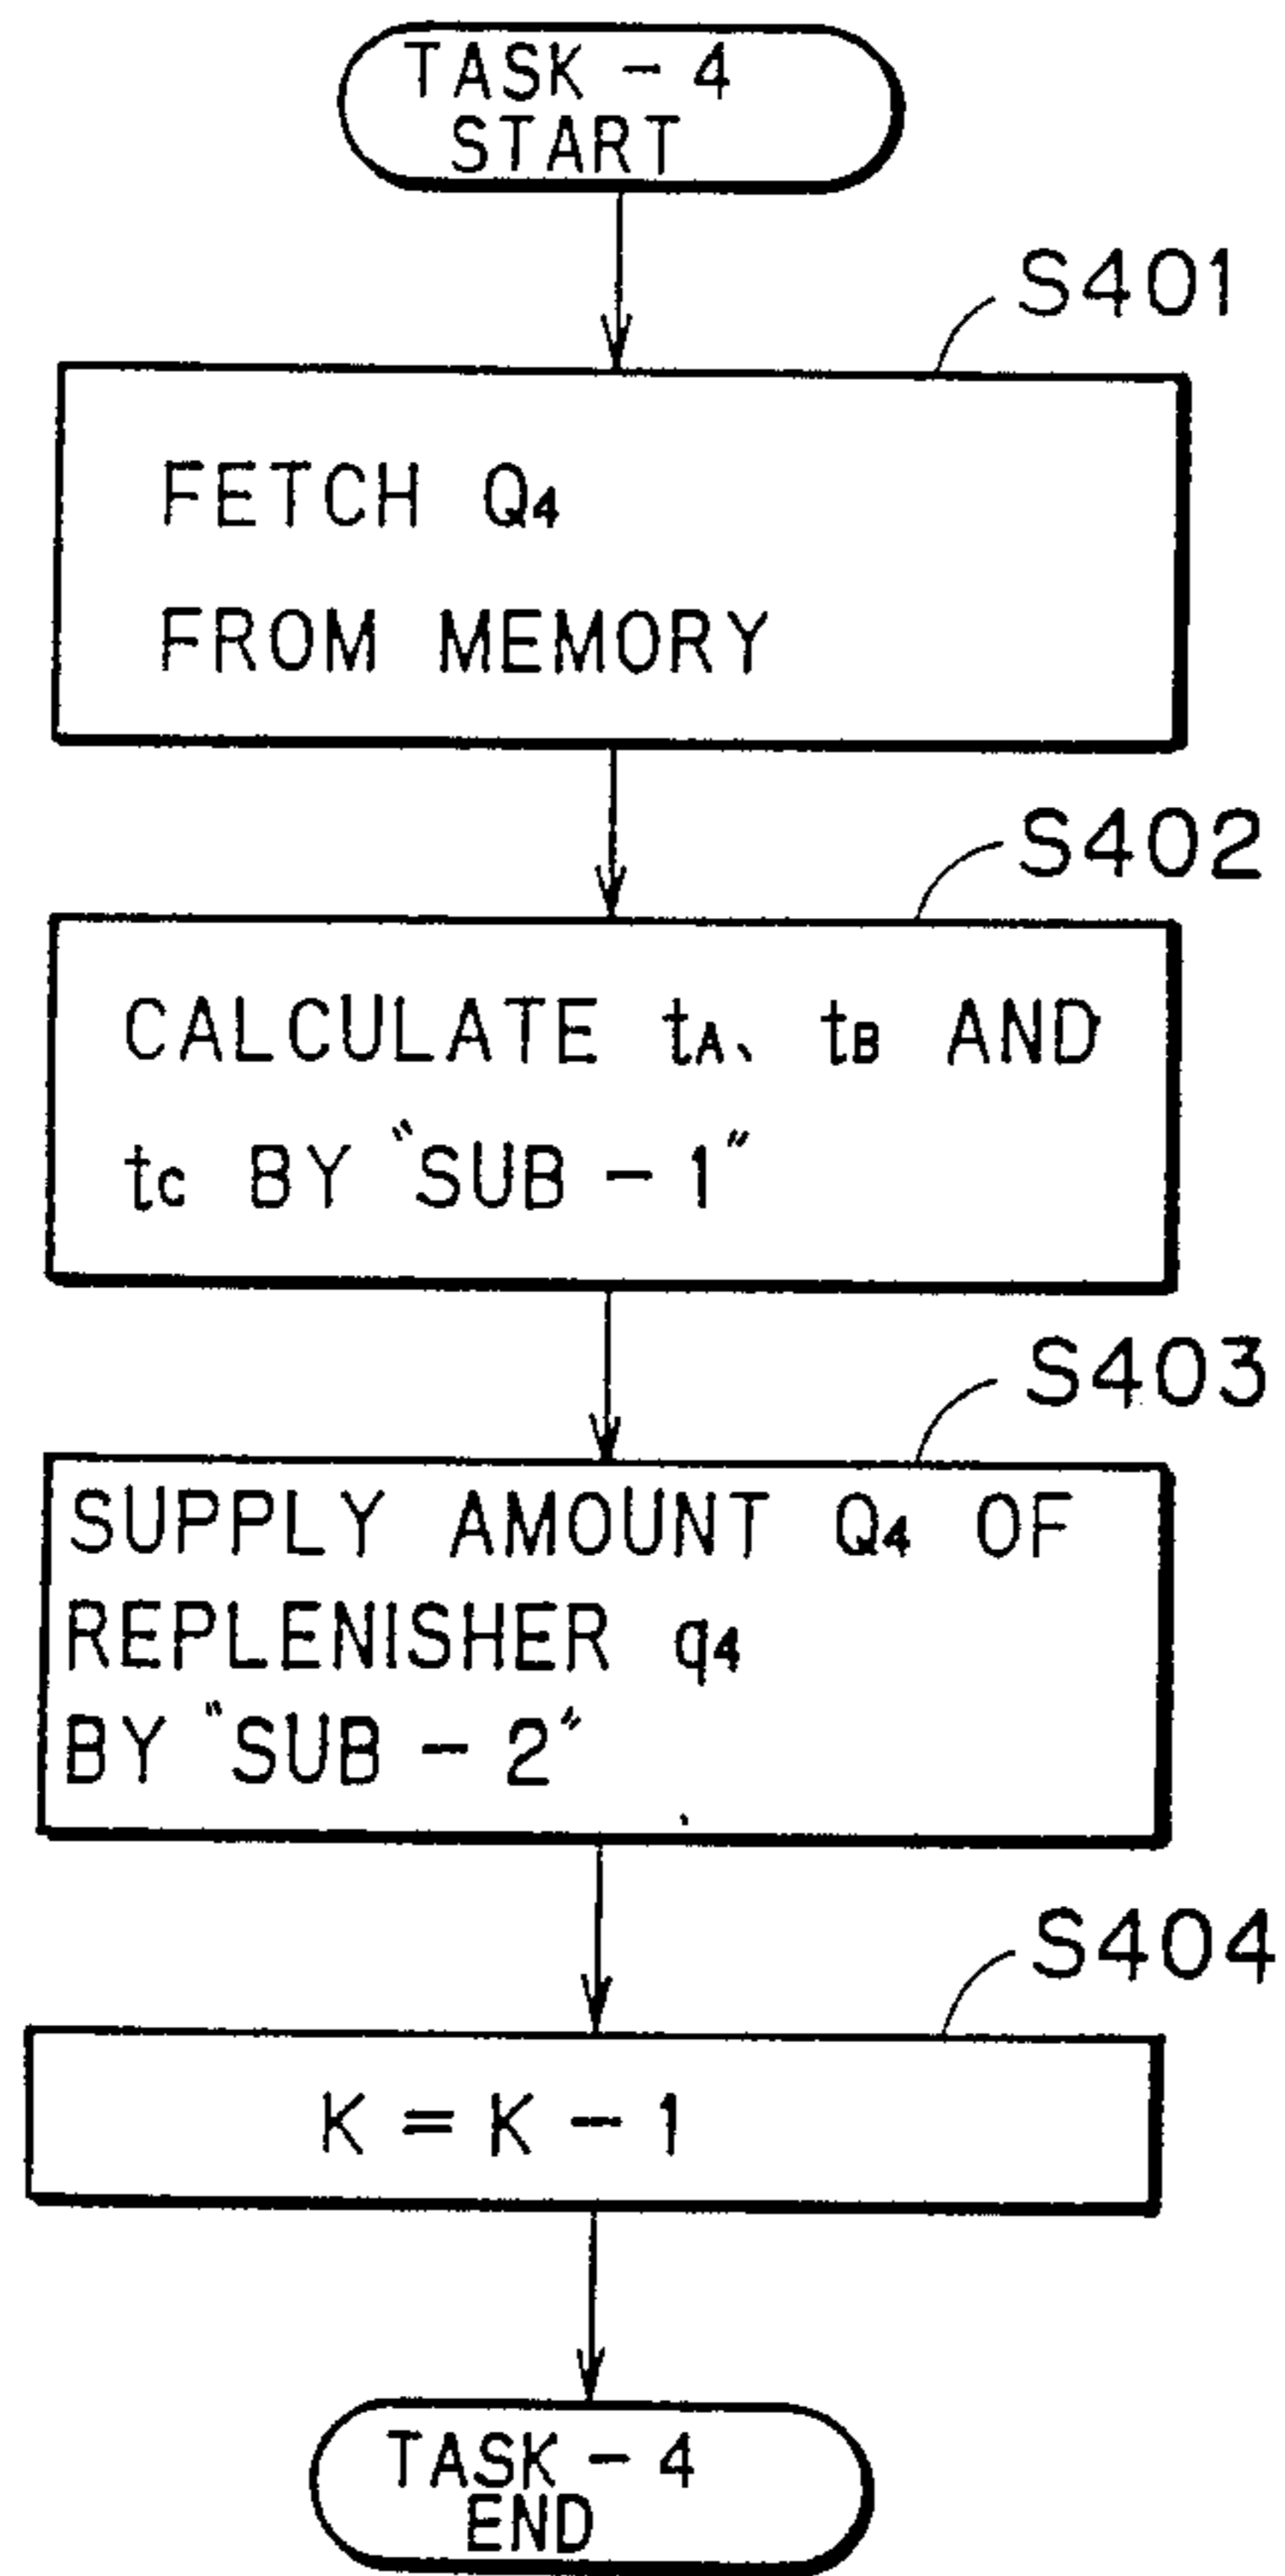 TASK - 4
START
S401
FETCH Q₄
FROM MEMORY
S402
CALCULATE tA、 tB AND
tC BY "SUB - 1"
S403
SUPPLY AMOUNT Q₄ OF
REPLENISHER q₄
BY "SUB - 2"
S404
K = K - 1
TASK - 4
END